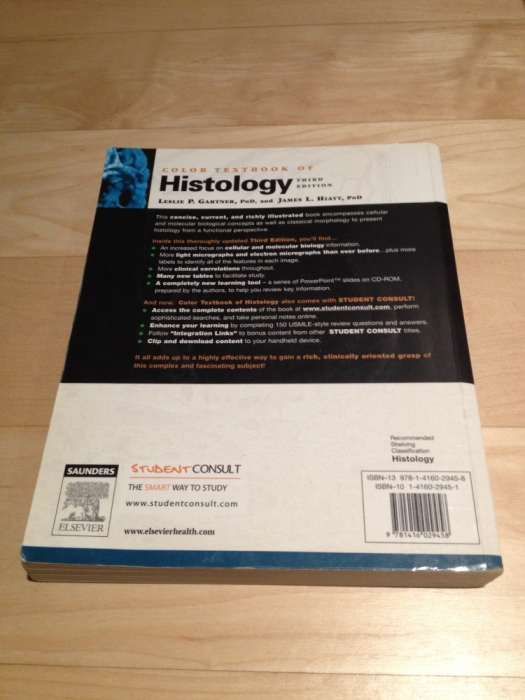 COLOR TEXTBOOK OF
Histology THIRD EDITION
LESLIE P. GARTNER, PHD, AND JAMES L. HIATT, PHD
This concise, current, and richly illustrated book encompasses cellular
and molecular biological concepts as well as classical morphology to present
histology from a functional perspective.
Inside this thoroughly updated Third Edition, you'll find...
An increased focus on cellular and molecular biology information.
More light micrographs and electron micrographs than ever before...plus more
labels to identify all of the features in each image.
More clinical correlations throughout.
Many new tables to facilitate study.
A completely new learning tool – a series of PowerPoint™ slides on CD-ROM,
prepared by the authors, to help you review key information.
And now, Color Textbook of Histology also comes with STUDENT CONSULT!
Access the complete contents of the book at www.studentconsult.com, perform
sophisticated searches, and take personal notes online.
Enhance your learning by completing 150 USMLE-style review questions and answers.
Follow "Integration Links" to bonus content from other STUDENT CONSULT titles.
Clip and download content to your handheld device.
It all adds up to a highly effective way to gain a rich, clinically oriented grasp of
this complex and fascinating subject!
Recommended
Shelving
Classification
Histology
SAUNDERS
ELSEVIER
STUDENT CONSULT
THE SMART WAY TO STUDY
www.studentconsult.com
www.elsevierhealth.com
ISBN-13 978-1-4160-2945-8
ISBN-10 1-4160-2945-1
9 781416 029458